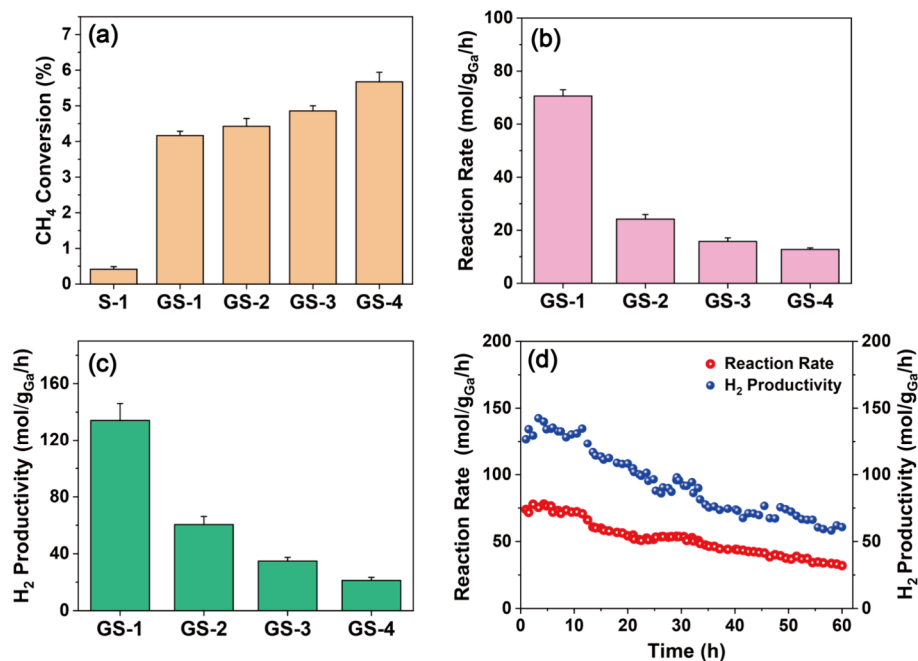 (a)
CH₄ Conversion (%)
7
6
5
4
3
2
1
0
S-1 GS-1 GS-2 GS-3 GS-4
(b)
Reaction Rate (mol/g_Ga/h)
100
80
60
40
20
0
GS-1 GS-2 GS-3 GS-4
(c)
H₂ Productivity (mol/g_Ga/h)
160
120
80
40
0
GS-1 GS-2 GS-3 GS-4
(d)
Reaction Rate
H₂ Productivity
Reaction Rate (mol/g_Ga/h)
200
150
100
50
0
H₂ Productivity (mol/g_Ga/h)
200
150
100
50
0
0 10 20 30 40 50 60
Time (h)